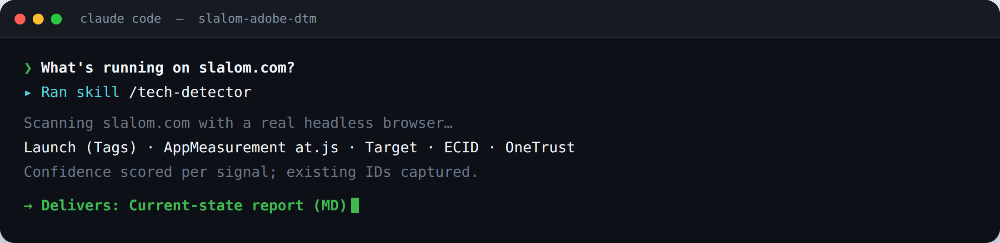 claude code — slalom-adobe-dtm
❯ What's running on slalom.com?
▸ Ran skill /tech-detector
Scanning slalom.com with a real headless browser…
Launch (Tags) · AppMeasurement at.js · Target · ECID · OneTrust
Confidence scored per signal; existing IDs captured.
→ Delivers: Current-state report (MD)